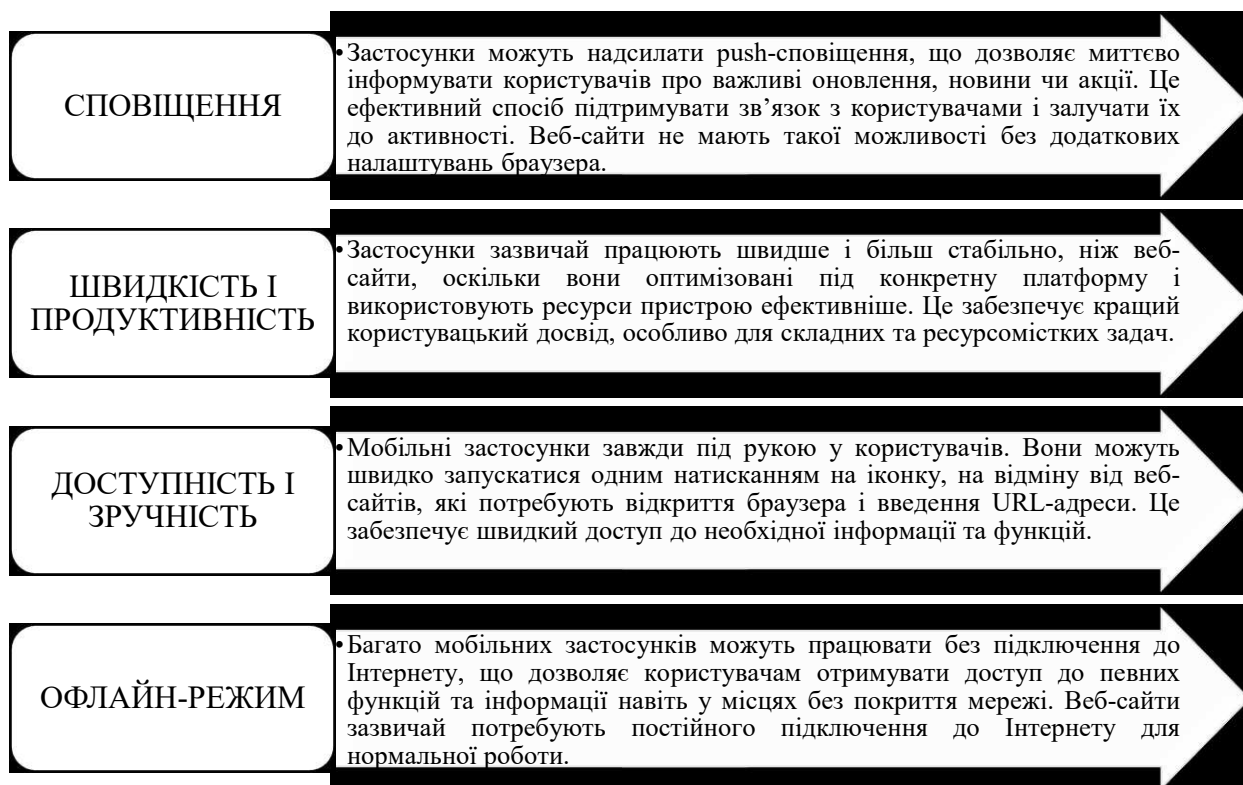 СПОВІЩЕННЯ
•Застосунки можуть надсилати push-сповіщення, що дозволяє миттєво
інформувати користувачів про важливі оновлення, новини чи акції. Це
ефективний спосіб підтримувати зв’язок з користувачами і залучати їх
до активності. Веб-сайти не мають такої можливості без додаткових
налаштувань браузера.
ШВИДКІСТЬ І
ПРОДУКТИВНІСТЬ
•Застосунки зазвичай працюють швидше і більш стабільно, ніж веб-
сайти, оскільки вони оптимізовані під конкретну платформу і
використовують ресурси пристрою ефективніше. Це забезпечує кращий
користувацький досвід, особливо для складних та ресурсомістких задач.
ДОСТУПНІСТЬ І
ЗРУЧНІСТЬ
•Мобільні застосунки завжди під рукою у користувачів. Вони можуть
швидко запускатися одним натисканням на іконку, на відміну від веб-
сайтів, які потребують відкриття браузера і введення URL-адреси. Це
забезпечує швидкий доступ до необхідної інформації та функцій.
ОФЛАЙН-РЕЖИМ
•Багато мобільних застосунків можуть працювати без підключення до
Інтернету, що дозволяє користувачам отримувати доступ до певних
функцій та інформації навіть у місцях без покриття мережі. Веб-сайти
зазвичай потребують постійного підключення до Інтернету для
нормальної роботи.